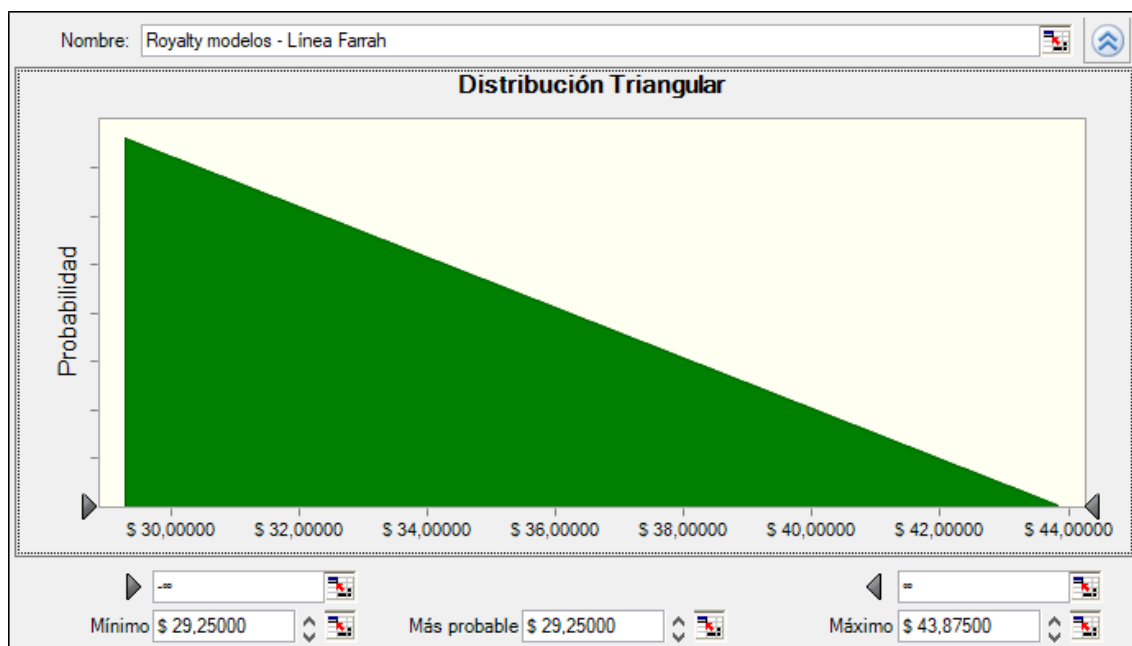 Nombre: Royalty modelos - Línea Farrah
Distribución Triangular
Probabilidad
$ 30,00000 $ 32,00000 $ 34,00000 $ 36,00000 $ 38,00000 $ 40,00000 $ 42,00000 $ 44,00000
-∞ ∞
Mínimo $ 29,25000 Más probable $ 29,25000 Máximo $ 43,87500